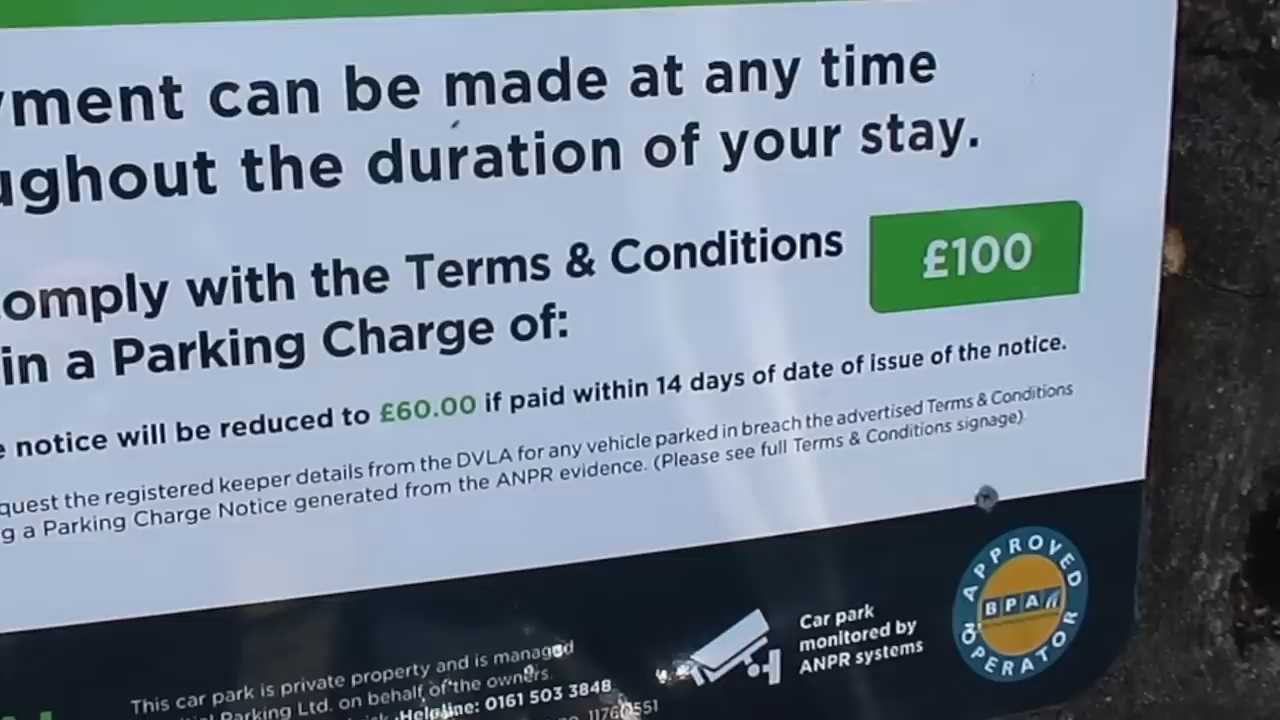 ment can be made at any time
ughout the duration of your stay.
omply with the Terms & Conditions
in a Parking Charge of:
£100
notice will be reduced to £60.00 if paid within 14 days of date of issue of the notice.
quest the registered keeper details from the DVLA for any vehicle parked in breach the advertised Terms & Conditions
g a Parking Charge Notice generated from the ANPR evidence. (Please see full Terms & Conditions signage)
This car park is private property and is managed
Parking Ltd. on behalf of the owners.
Helpline: 0161 503 3848
Car park
monitored by
ANPR systems
APPROVED
BPA
OPERATOR